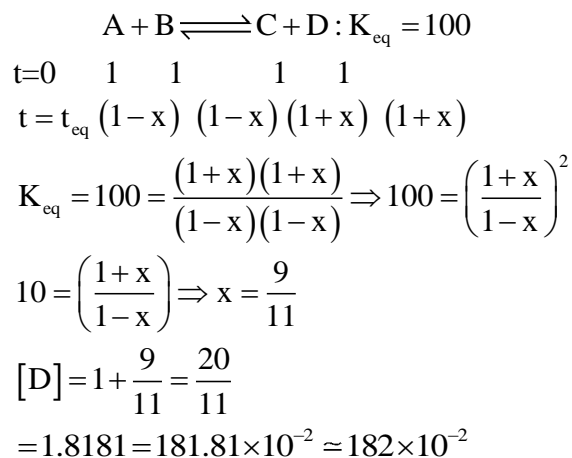 A + B ⇌ C + D : K_eq = 100
t=0 1 1 1 1
t = t_eq (1−x) (1−x) (1+x) (1+x)
K_eq = 100 = (1+x)(1+x)/(1−x)(1−x) ⇒ 100 = ((1+x)/(1−x))^2
10 = ((1+x)/(1−x)) ⇒ x = 9/11
[D] = 1 + 9/11 = 20/11
= 1.8181 = 181.81×10^−2 ≃ 182×10^−2